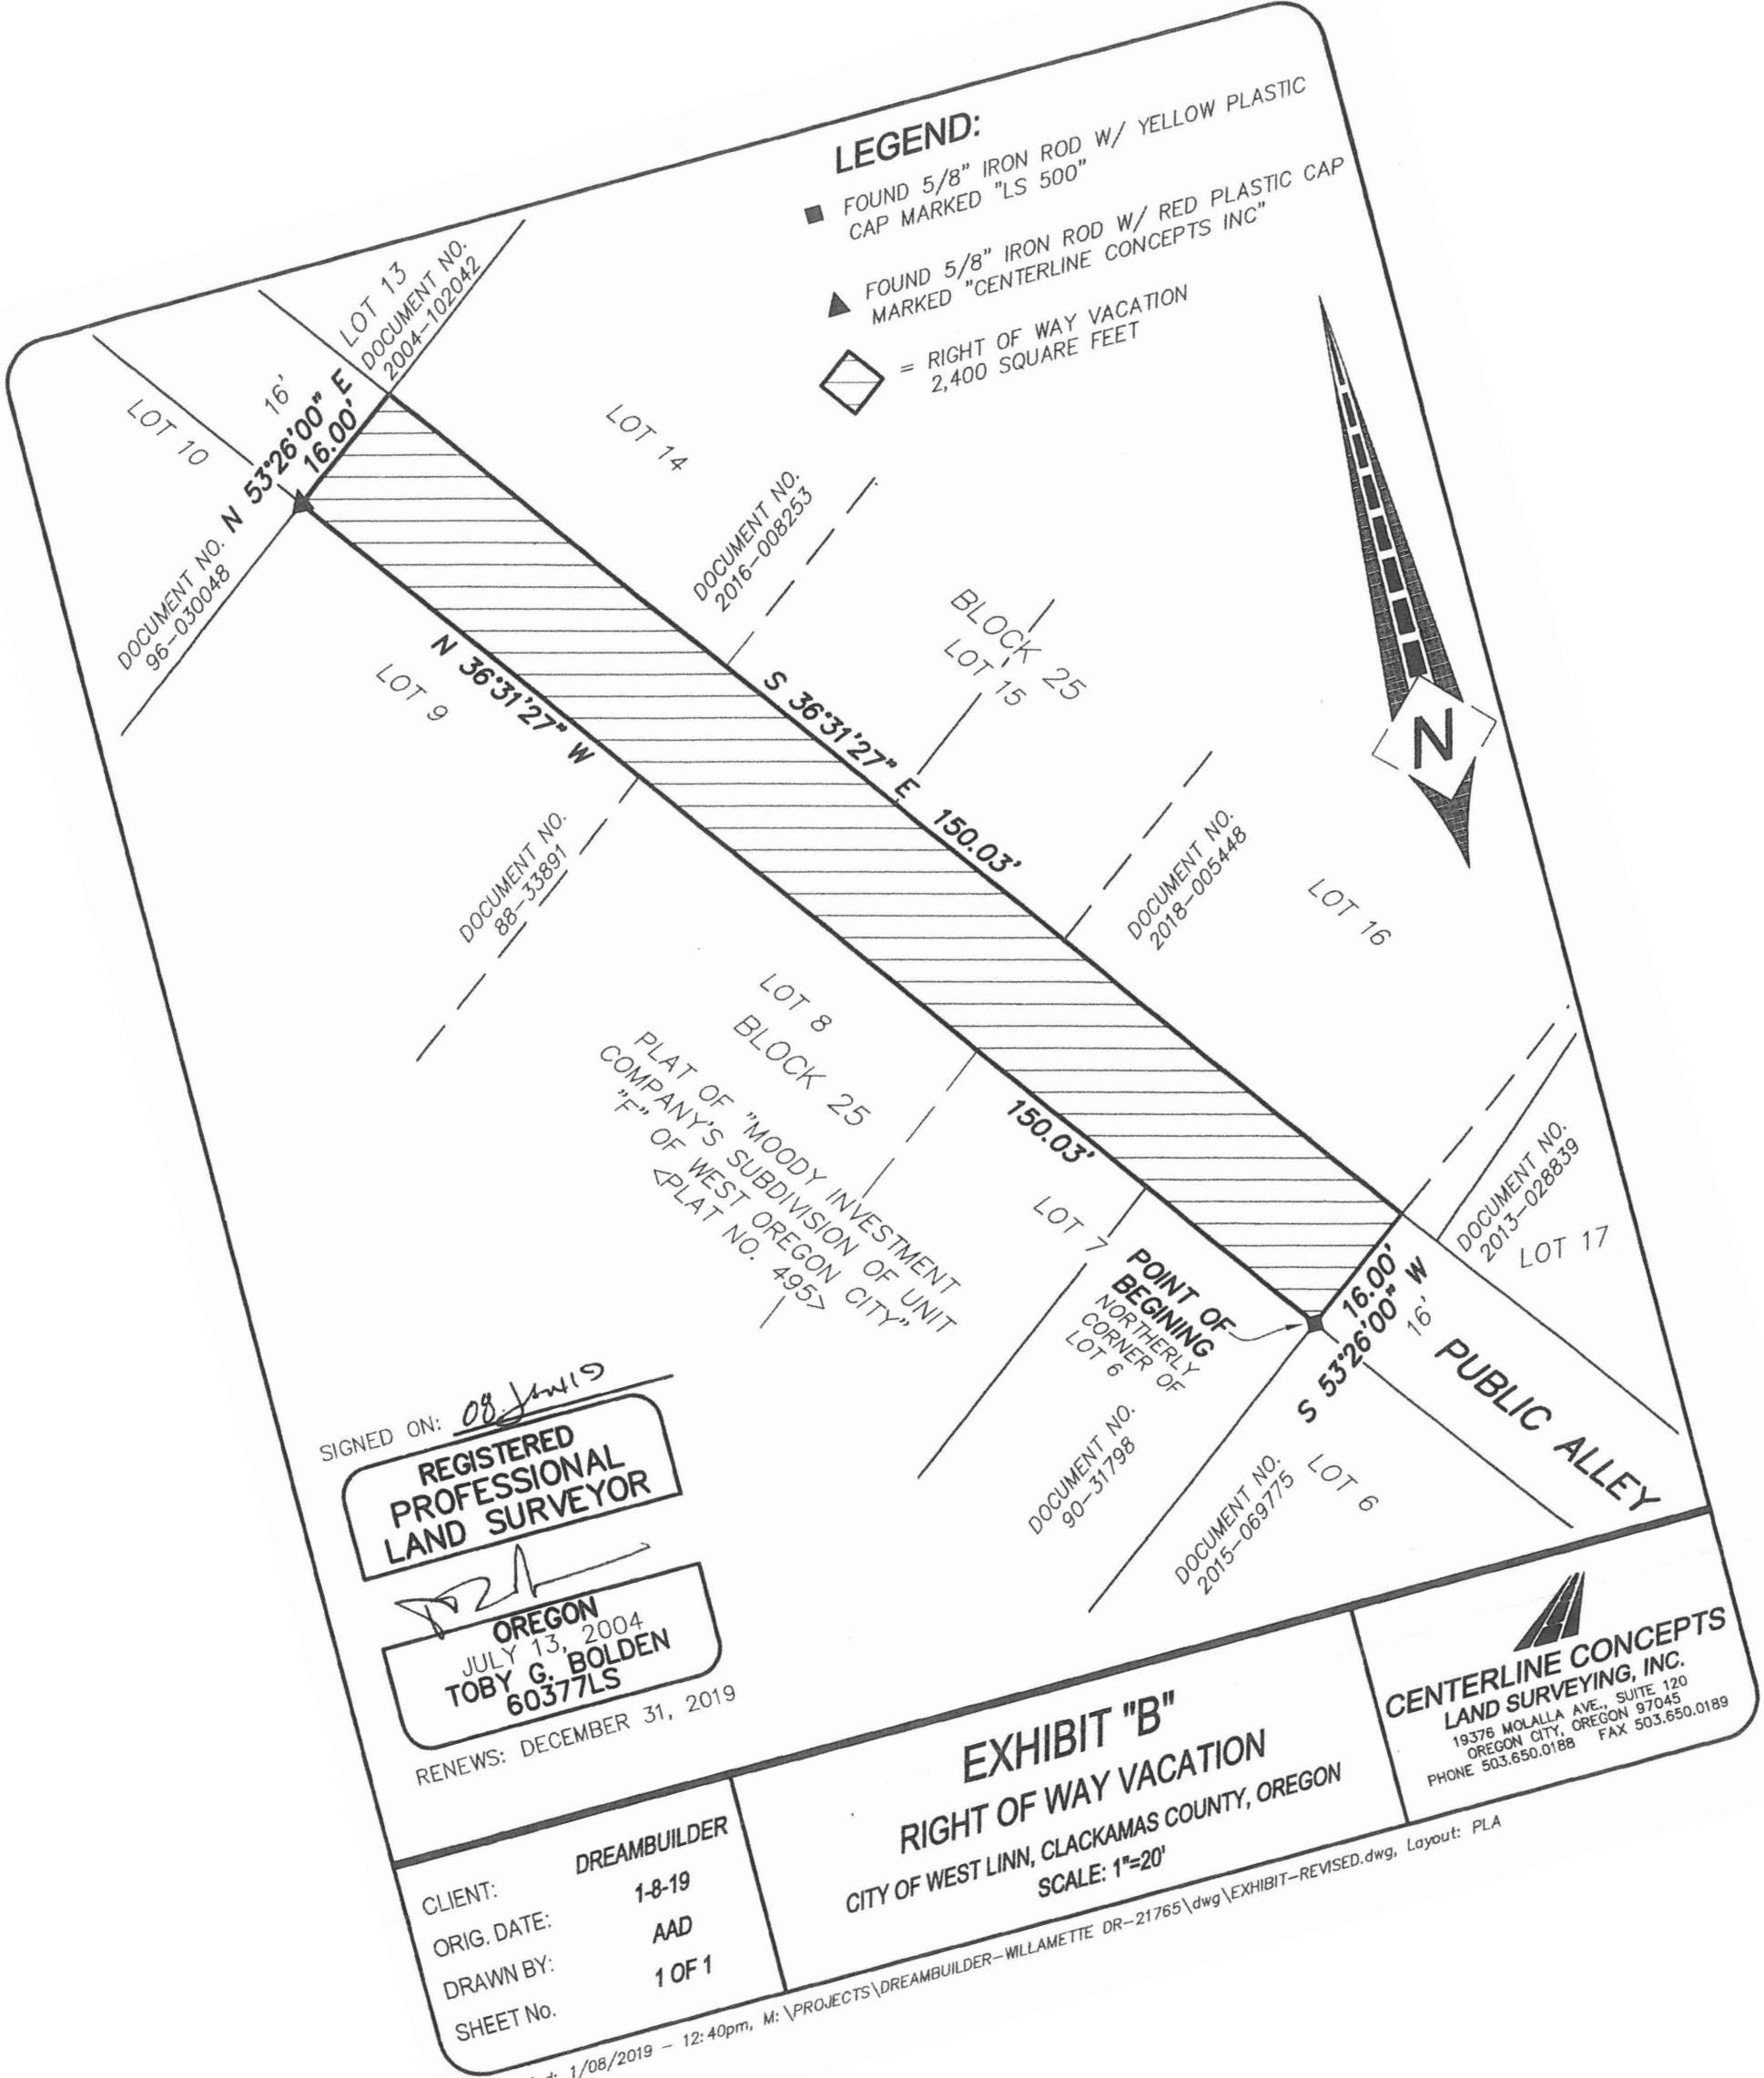 LEGEND:
FOUND 5/8" IRON ROD W/ YELLOW PLASTIC
CAP MARKED "LS 500"
FOUND 5/8" IRON ROD W/ RED PLASTIC CAP
MARKED "CENTERLINE CONCEPTS INC"
= RIGHT OF WAY VACATION
2,400 SQUARE FEET
LOT 13
DOCUMENT NO.
2004-102042
16'
N 53°26'00" E
16.00'
LOT 10
LOT 14
DOCUMENT NO.
96-030048
DOCUMENT NO.
2016-008253
LOT 9
N 36°31'27" W
BLOCK 25
LOT 15
S 36°31'27" E 150.03'
N
DOCUMENT NO.
88-33891
DOCUMENT NO.
2018-005448
LOT 16
LOT 8
BLOCK 25
PLAT OF "MOODY INVESTMENT
COMPANY'S SUBDIVISION OF UNIT
"F" OF WEST OREGON CITY"
<PLAT NO. 495>
150.03'
LOT 7
DOCUMENT NO.
2013-028839
LOT 17
POINT OF
BEGINING
NORTHERLY
CORNER OF
LOT 6
16.00'
S 53°26'00" W
16'
PUBLIC ALLEY
DOCUMENT NO.
90-31798
DOCUMENT NO.
2015-069775
LOT 6
SIGNED ON: 08 JAN 19
REGISTERED
PROFESSIONAL
LAND SURVEYOR
OREGON
JULY 13, 2004
TOBY G. BOLDEN
60377LS
RENEWS: DECEMBER 31, 2019
CLIENT: DREAMBUILDER
ORIG. DATE: 1-8-19
DRAWN BY: AAD
SHEET No. 1 OF 1
EXHIBIT "B"
RIGHT OF WAY VACATION
CITY OF WEST LINN, CLACKAMAS COUNTY, OREGON
SCALE: 1"=20'
CENTERLINE CONCEPTS
LAND SURVEYING, INC.
19376 MOLALLA AVE., SUITE 120
OREGON CITY, OREGON 97045
PHONE 503.650.0188 FAX 503.650.0189
1/08/2019 - 12:40pm, M:\PROJECTS\DREAMBUILDER-WILLAMETTE DR-21765\dwg\EXHIBIT-REVISED.dwg, Layout: PLA